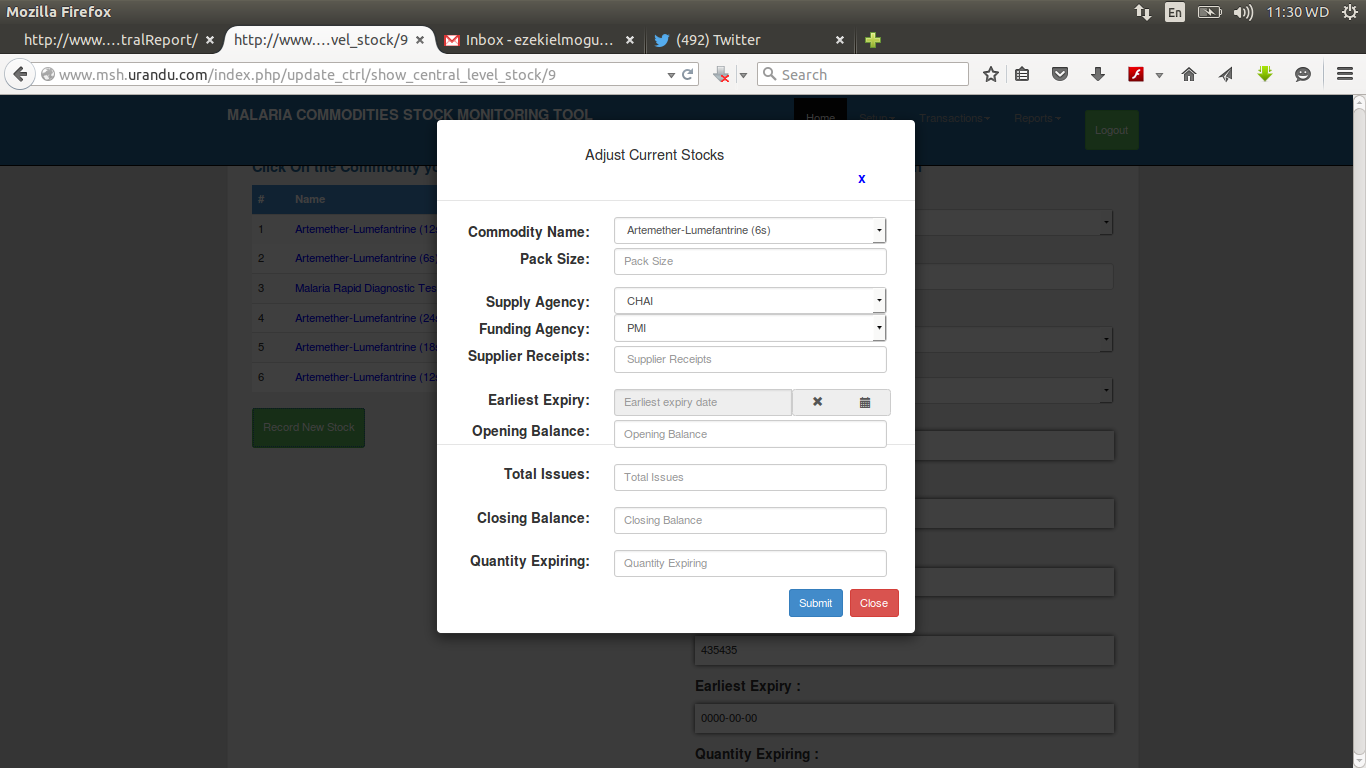 Mozilla Firefox
En
11:30 WD
http://www.…tralReport/
http://www.…vel_stock/9
Inbox - ezekielmogu…
(492) Twitter
www.msh.urandu.com/index.php/update_ctrl/show_central_level_stock/9
Search
MALARIA COMMODITIES STOCK MONITORING TOOL
Home
Setup
Transactions
Reports
Logout
Click On the Commodity yo
# Name
1 Artemether-Lumefantrine (12s
2 Artemether-Lumefantrine (6s)
3 Malaria Rapid Diagnostic Tes
4 Artemether-Lumefantrine (24s
5 Artemether-Lumefantrine (18s
6 Artemether-Lumefantrine (12s
Record New Stock
Adjust Current Stocks
x
Commodity Name: Artemether-Lumefantrine (6s)
Pack Size: Pack Size
Supply Agency: CHAI
Funding Agency: PMI
Supplier Receipts: Supplier Receipts
Earliest Expiry: Earliest expiry date
Opening Balance: Opening Balance
Total Issues: Total Issues
Closing Balance: Closing Balance
Quantity Expiring: Quantity Expiring
Submit Close
435435
Earliest Expiry :
0000-00-00
Quantity Expiring :